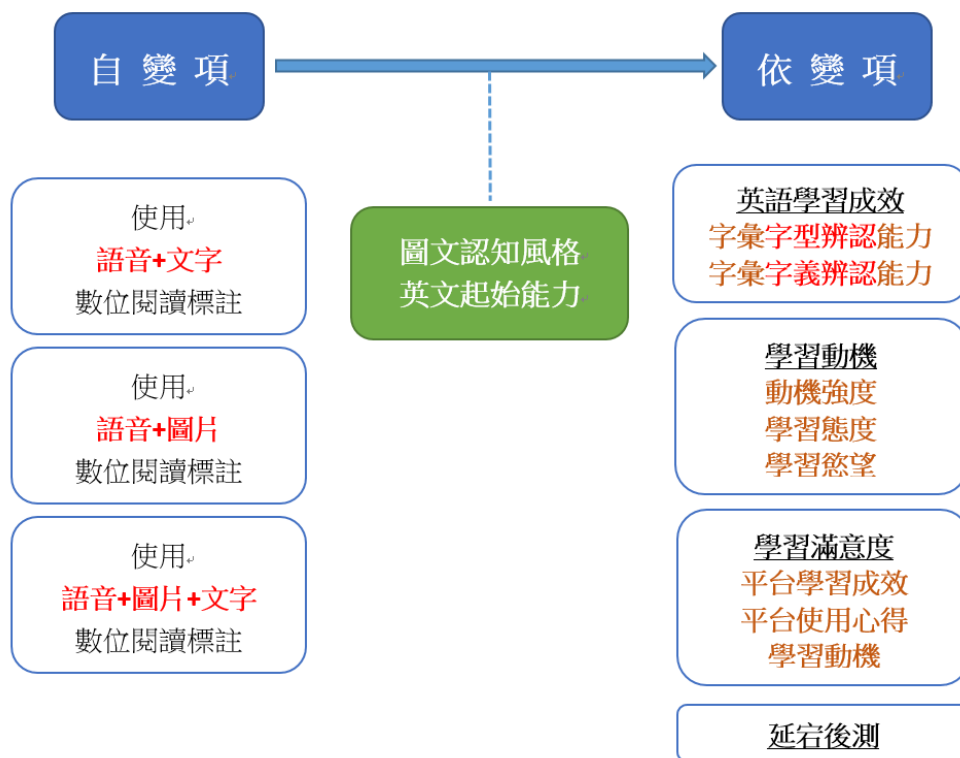 自 變 項
依 變 項
使用
語音+文字
數位閱讀標註
使用
語音+圖片
數位閱讀標註
使用
語音+圖片+文字
數位閱讀標註
圖文認知風格
英文起始能力
英語學習成效
字彙字型辨認能力
字彙字義辨認能力
學習動機
動機強度
學習態度
學習慾望
學習滿意度
平台學習成效
平台使用心得
學習動機
延宕後測